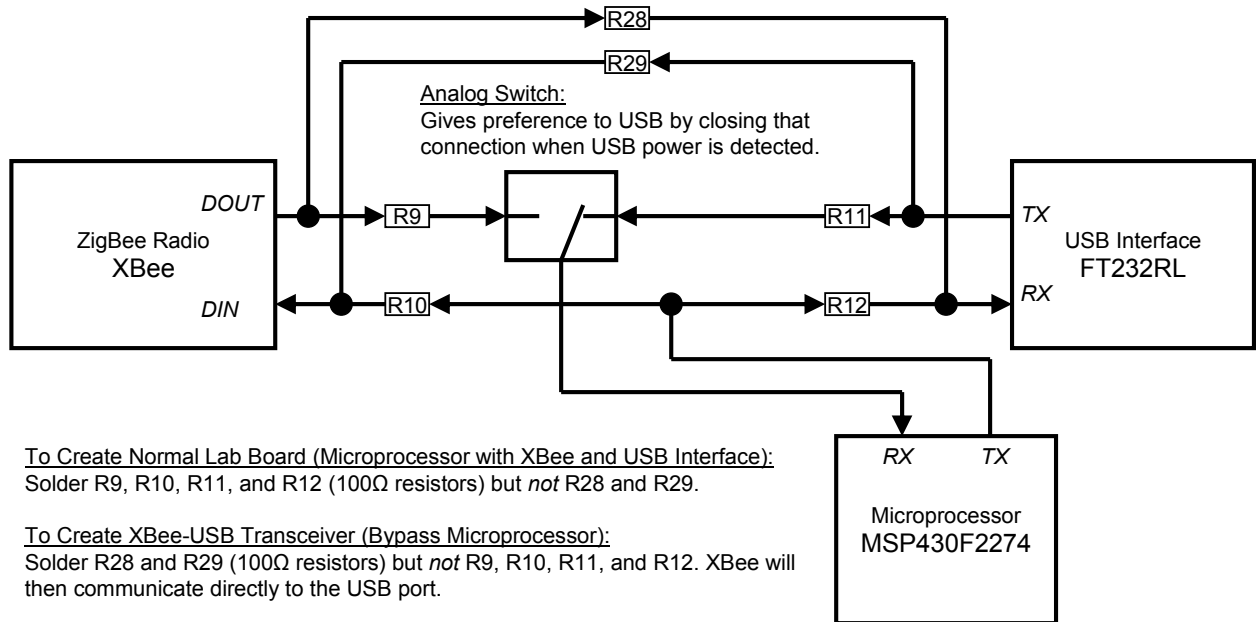 R28
R29
Analog Switch:
Gives preference to USB by closing that
connection when USB power is detected.
DOUT
R9
R11
TX
ZigBee Radio
XBee
USB Interface
FT232RL
DIN
R10
R12
RX
To Create Normal Lab Board (Microprocessor with XBee and USB Interface):
Solder R9, R10, R11, and R12 (100Ω resistors) but not R28 and R29.
RX TX
Microprocessor
MSP430F2274
To Create XBee-USB Transceiver (Bypass Microprocessor):
Solder R28 and R29 (100Ω resistors) but not R9, R10, R11, and R12. XBee will
then communicate directly to the USB port.